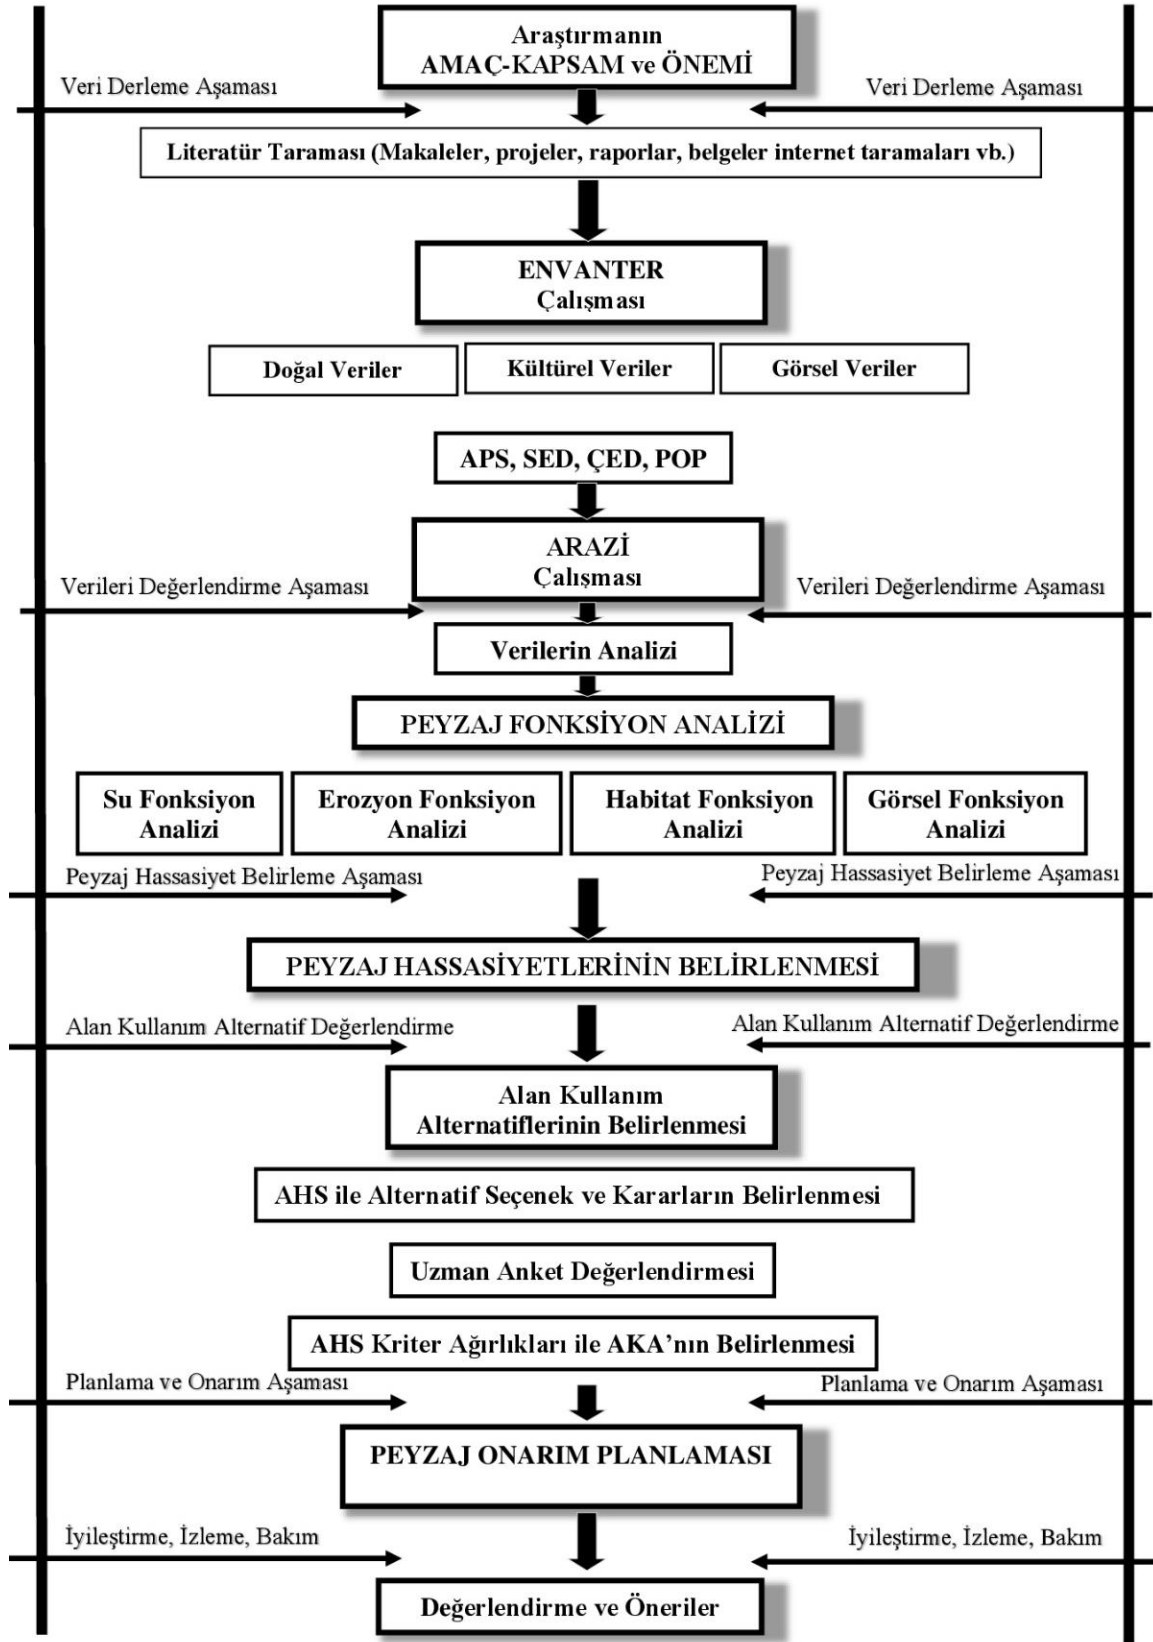 Araştırmanın
AMAÇ-KAPSAM ve ÖNEMİ
Veri Derleme Aşaması
Veri Derleme Aşaması
Literatür Taraması (Makaleler, projeler, raporlar, belgeler internet taramaları vb.)
ENVANTER
Çalışması
Doğal Veriler
Kültürel Veriler
Görsel Veriler
APS, SED, ÇED, POP
ARAZİ
Çalışması
Verileri Değerlendirme Aşaması
Verileri Değerlendirme Aşaması
Verilerin Analizi
PEYZAJ FONKSİYON ANALİZİ
Su Fonksiyon
Analizi
Erozyon Fonksiyon
Analizi
Habitat Fonksiyon
Analizi
Görsel Fonksiyon
Analizi
Peyzaj Hassasiyet Belirleme Aşaması
Peyzaj Hassasiyet Belirleme Aşaması
PEYZAJ HASSASİYETLERİNİN BELİRLENMESİ
Alan Kullanım Alternatif Değerlendirme
Alan Kullanım Alternatif Değerlendirme
Alan Kullanım
Alternatiflerinin Belirlenmesi
AHS ile Alternatif Seçenek ve Kararların Belirlenmesi
Uzman Anket Değerlendirmesi
AHS Kriter Ağırlıkları ile AKA’nın Belirlenmesi
Planlama ve Onarım Aşaması
Planlama ve Onarım Aşaması
PEYZAJ ONARIM PLANLAMASI
İyileştirme, İzleme, Bakım
İyileştirme, İzleme, Bakım
Değerlendirme ve Öneriler